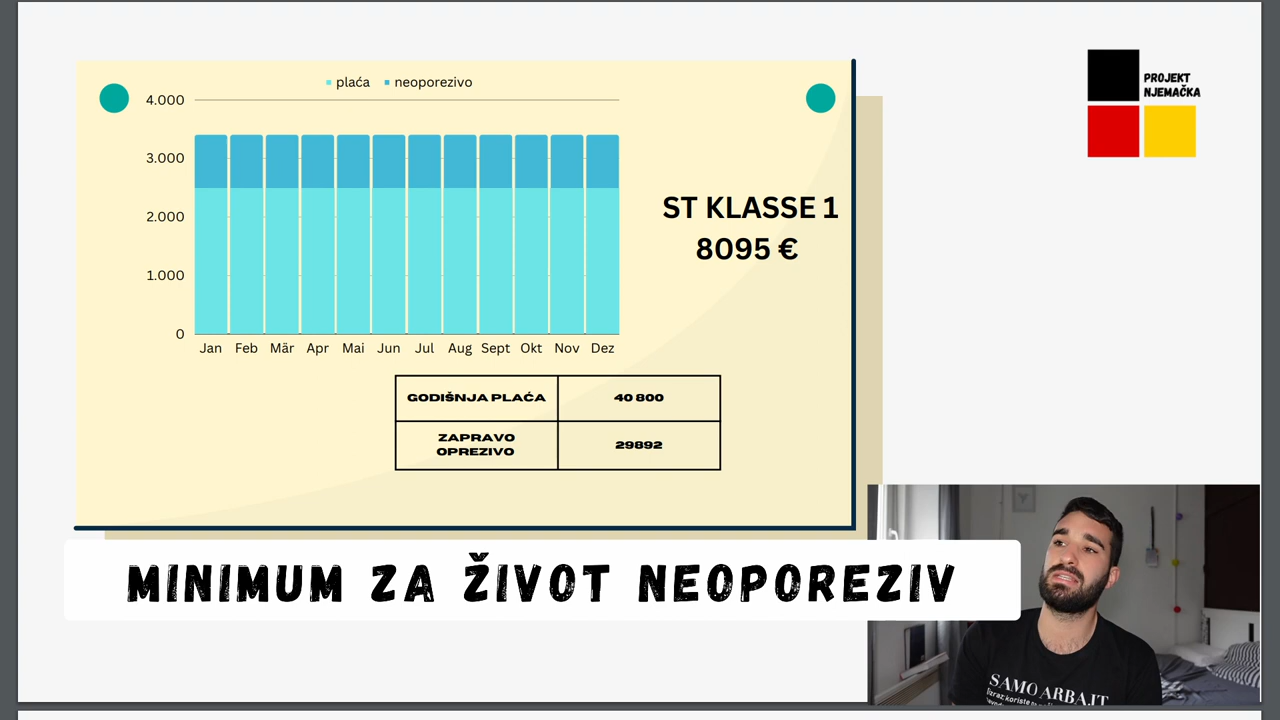 plaća neoporezivo
4.000
3.000
2.000
1.000
0
Jan Feb Mär Apr Mai Jun Jul Aug Sept Okt Nov Dez
ST KLASSE 1
8095 €
GODIŠNJA PLAĆA 40 800
ZAPRAVO
OPREZIVO
29892
MINIMUM ZA ŽIVOT NEOPOREZIV
PROJEKT
NJEMAČKA
SAMO ARBAJT